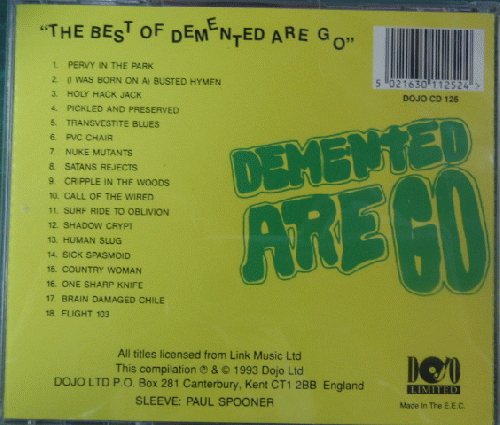 "THE BEST OF DEMENTED ARE GO"
1. PERVY IN THE PARK
2. (I WAS BORN ON A) BUSTED HYMEN
3. HOLY HACK JACK
4 PICKLED AND PRESERVED
5. TRANSVESTITE BLUES
6. PVC CHAIR
7. NUKE MUTANTS
8. SATANS REJECTS
9. CRIPPLE IN THE WOODS
10. CALL OF THE WIRED
11. SURF RIDE TO OBLIVION
12. SHADOW CRYPT
13. HUMAN SLUG
14. SICK SPASMOID
15. COUNTRY WOMAN
16. ONE SHARP KNIFE
17 BRAIN DAMAGED CHILE
18. FLIGHT 103
5 021630 112524
DOJO CD 125
DEMENTED
ARE GO
All titles licensed from Link Music Ltd
This compilation ℗ & © 1993 Dojo Ltd
DOJO LTD P.O. Box 281 Canterbury, Kent CT1 2BB England
SLEEVE: PAUL SPOONER
DOJO
LIMITED
Made In The E.E.C.